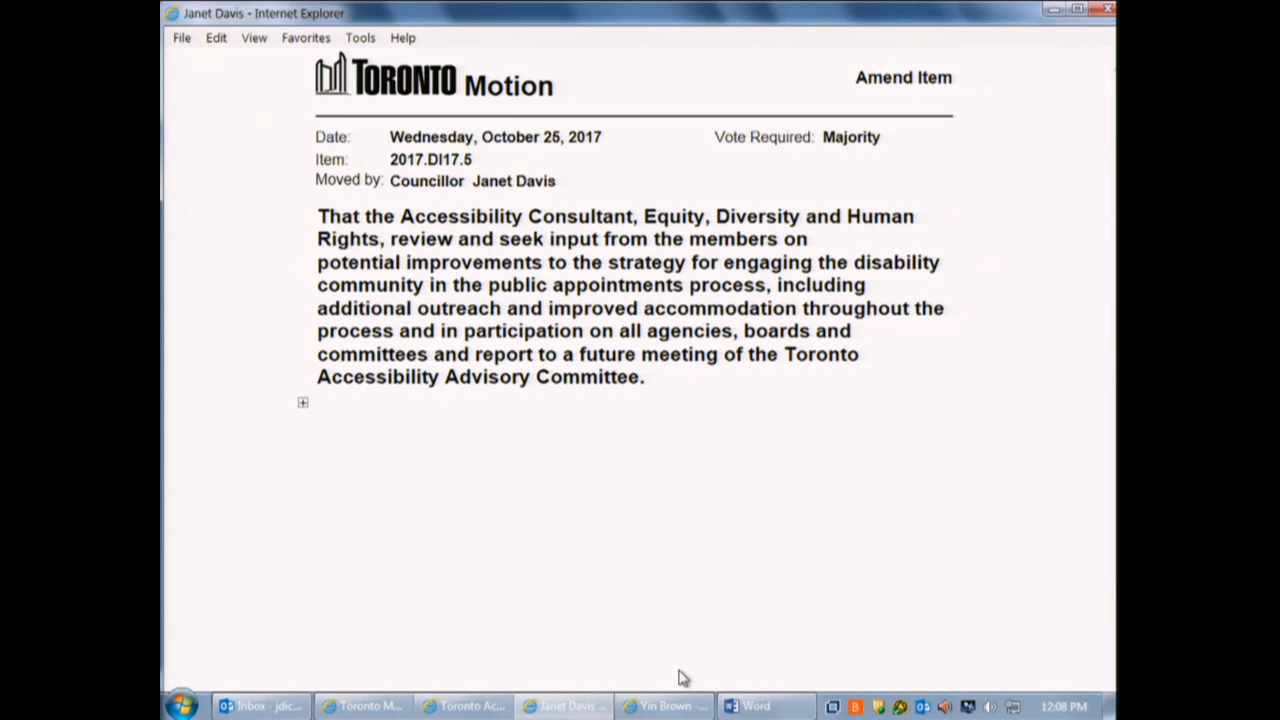 Janet Davis - Internet Explorer
File Edit View Favorites Tools Help
TORONTO Motion
Amend Item
Date: Wednesday, October 25, 2017
Vote Required: Majority
Item: 2017.DI17.5
Moved by: Councillor Janet Davis
That the Accessibility Consultant, Equity, Diversity and Human
Rights, review and seek input from the members on
potential improvements to the strategy for engaging the disability
community in the public appointments process, including
additional outreach and improved accommodation throughout the
process and in participation on all agencies, boards and
committees and report to a future meeting of the Toronto
Accessibility Advisory Committee.
Inbox - jdic... Toronto M... Toronto Ac... Janet Davis ... Yin Brown -... Word 12:08 PM